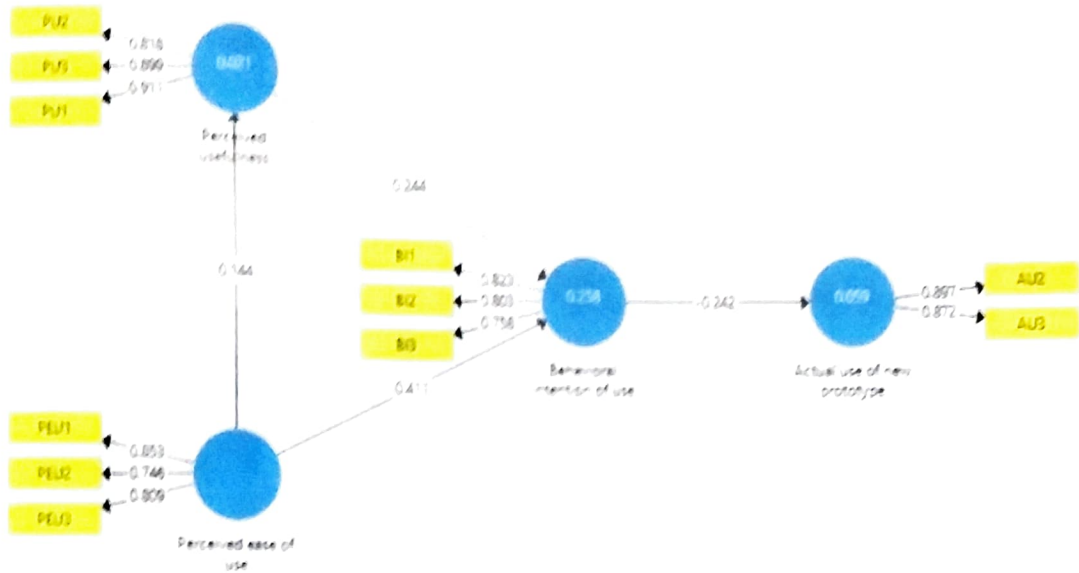 PU2
0.818
PU3
0.899
PU1
0.911
Perceived
usefulness
0.244
0.144
BI1
0.823
BI2
0.803
BI3
0.758
0.258
Behavioral
intention of use
-0.242
0.059
Actual use of new
prototype
AU2
0.897
AU3
0.872
0.411
PEU1
0.853
PEU2
0.746
PEU3
0.809
Perceived ease of
use